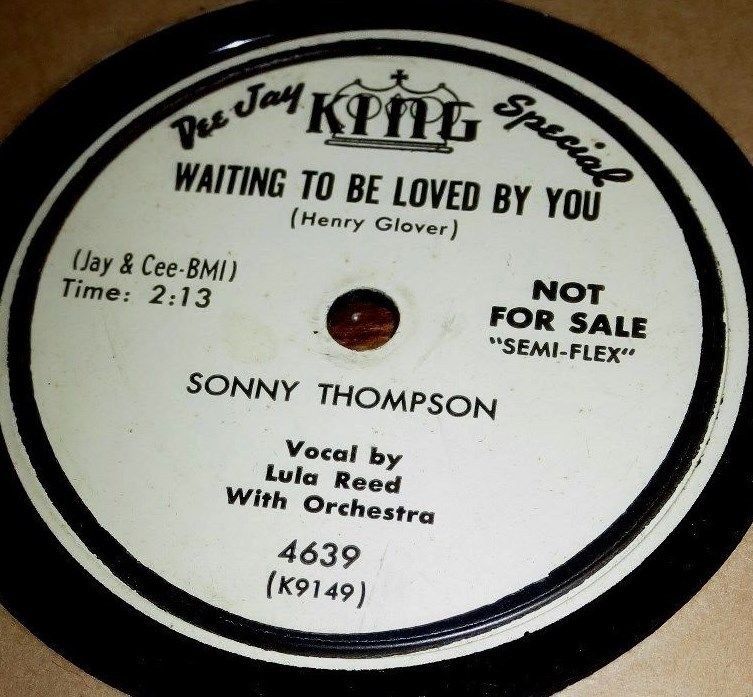 Dee Jay KING Special
WAITING TO BE LOVED BY YOU
(Henry Glover)
(Jay & Cee-BMI)
Time: 2:13
NOT
FOR SALE
"SEMI-FLEX"
SONNY THOMPSON
Vocal by
Lula Reed
With Orchestra
4639
(K9149)